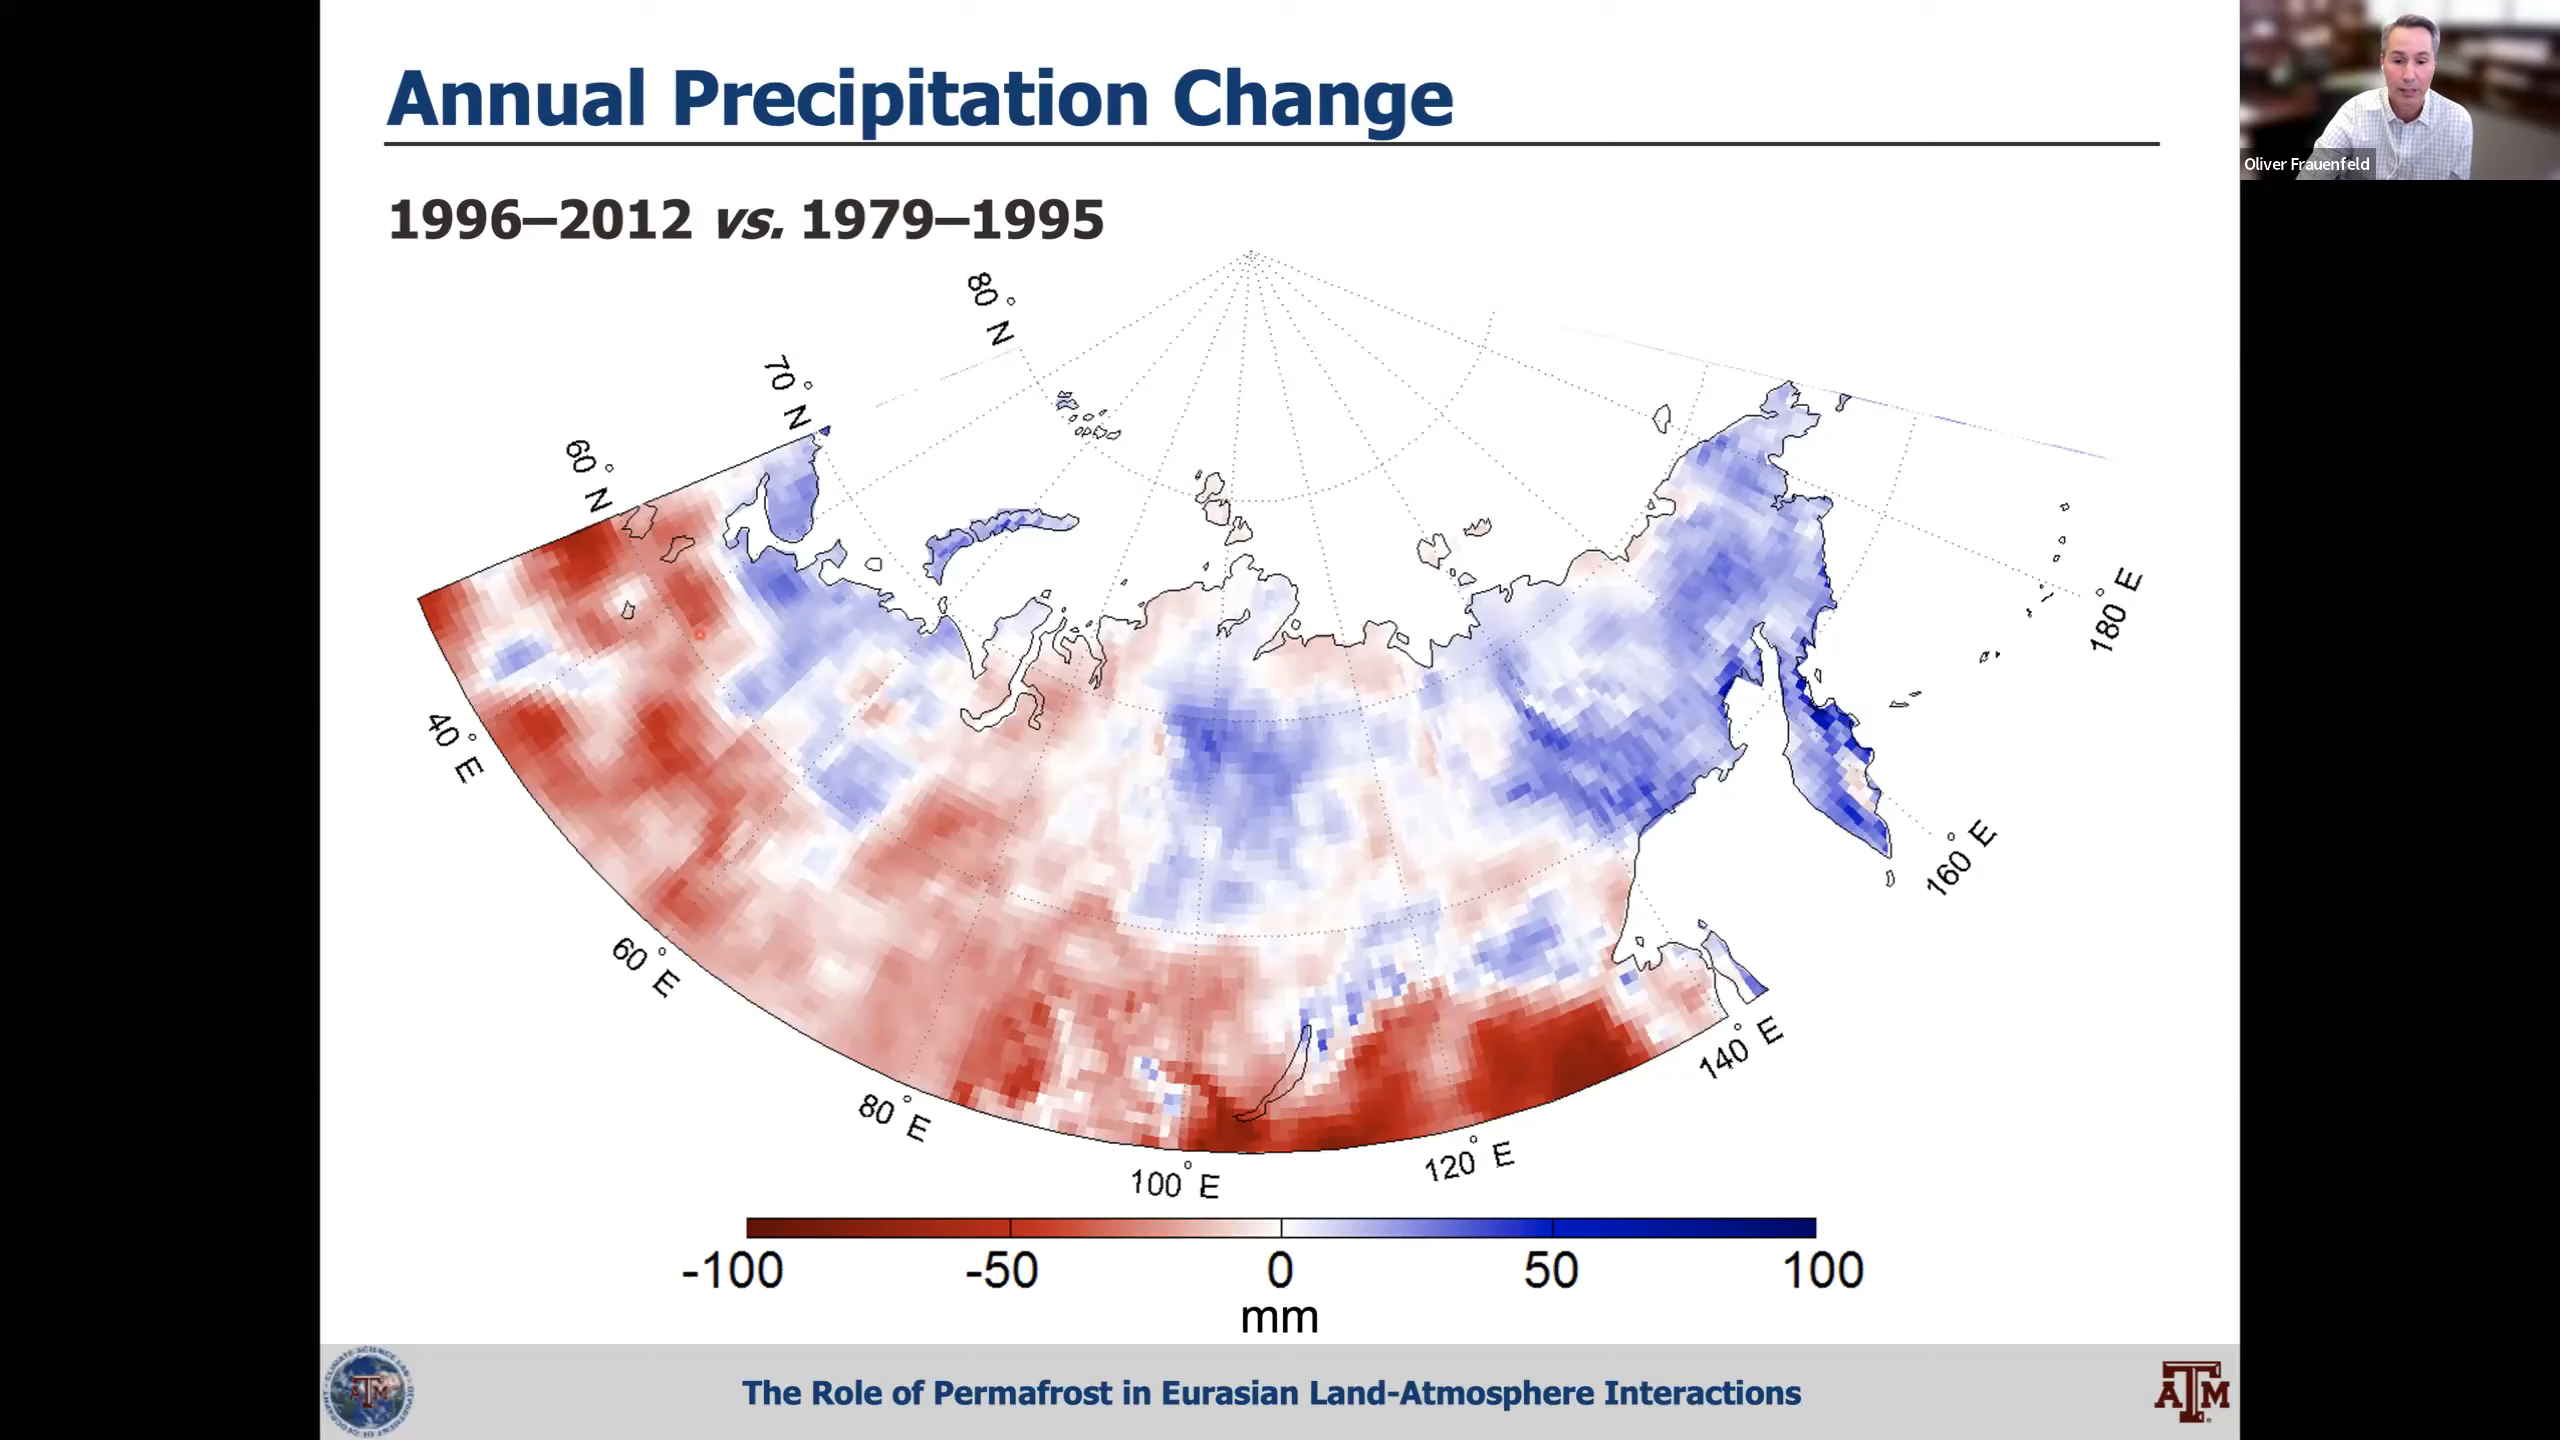 Annual Precipitation Change
Oliver Frauenfeld
1996–2012 vs. 1979–1995
80° N
70° N
60° N
40° E
60° E
80° E
100° E
120° E
140° E
160° E
180° E
-100 -50 0 50 100
mm
The Role of Permafrost in Eurasian Land-Atmosphere Interactions
ATM